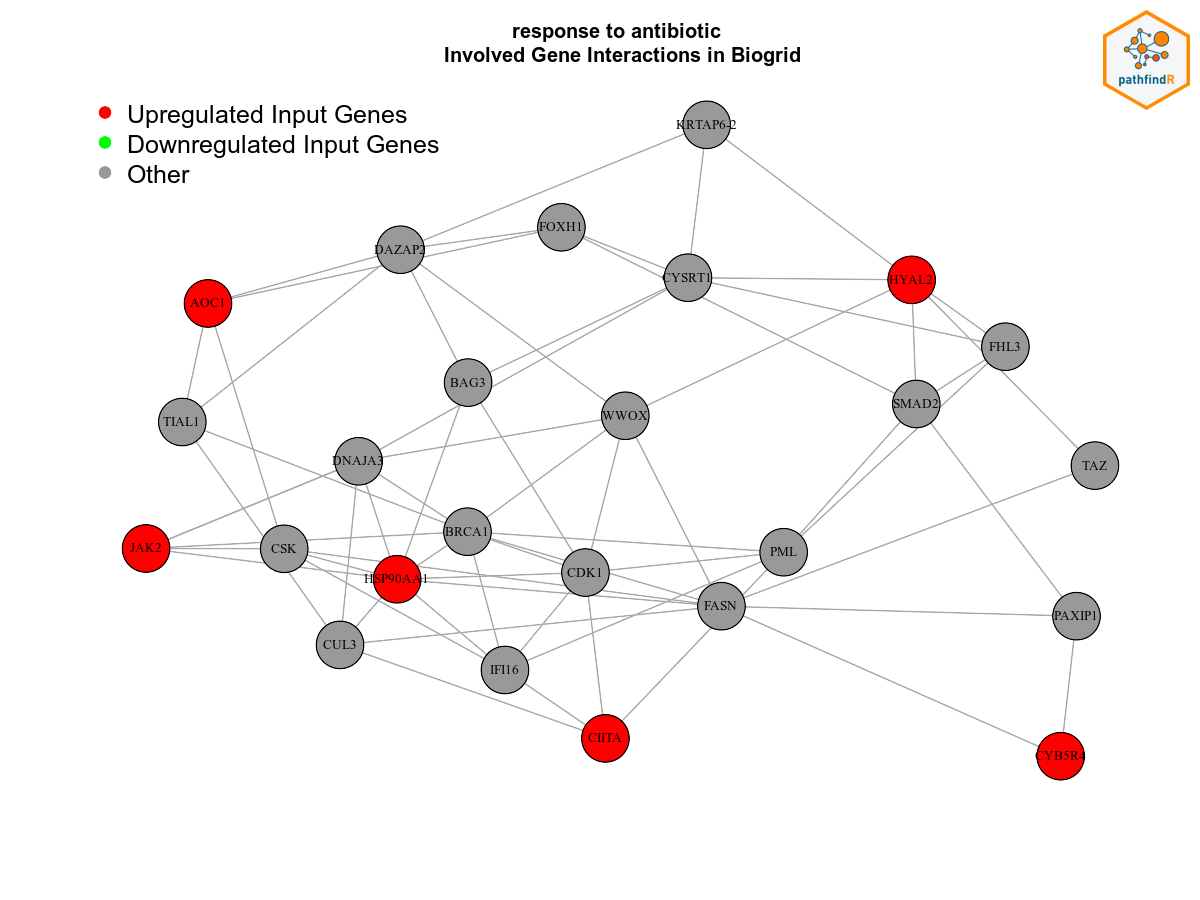 response to antibiotic
Involved Gene Interactions in Biogrid
pathfindR
Upregulated Input Genes
Downregulated Input Genes
Other
KRTAP6-2
FOXH1
DAZAP2
CYSRT1
HYAL2
AOC1
FHL3
BAG3
SMAD2
WWOX
TIAL1
DNAJA3
TAZ
BRCA1
JAK2
CSK
PML
CDK1
HSP90AA1
FASN
PAXIP1
CUL3
IFI16
CIITA
CYB5R4